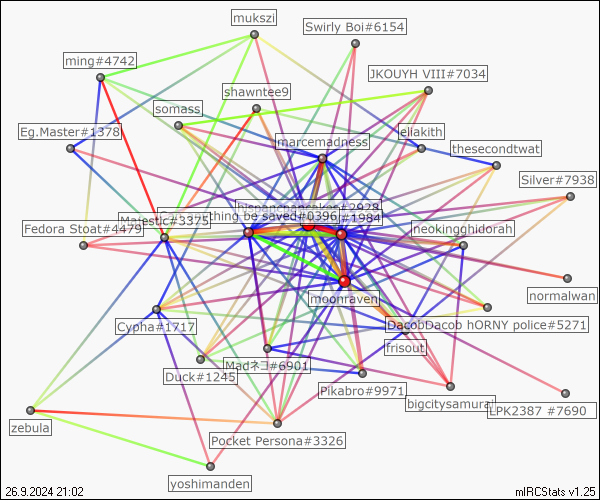 mukszi
Swirly Boi#6154
ming#4742
JKOUYH VIII#7034
shawntee9
somass
Eg.Master#1378
marcemadness
eliakith
thesecondtwat
Silver#7938
#2928
thing be saved#0396
#1984
Majestic#3375
Fedora Stoat#4479
neokingghidorah
moonraven
normalwan
Cypha#1717
DacobDacob hORNY police#5271
frisout
Madネコ#6901
Duck#1245
Pikabro#9971
bigcitysamurai
LPK2387 #7690
zebula
Pocket Persona#3326
yoshimanden
26.9.2024 21:02
mIRCStats v1.25